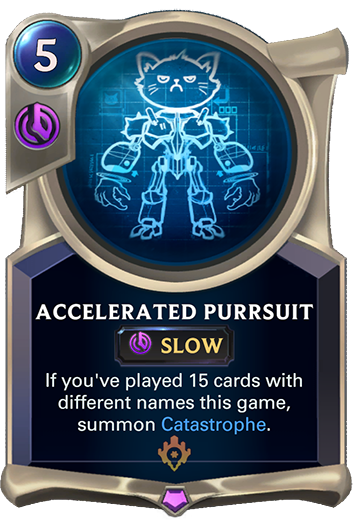 5
ACCELERATED PURRSUIT
SLOW
If you've played 15 cards with
different names this game,
summon Catastrophe.